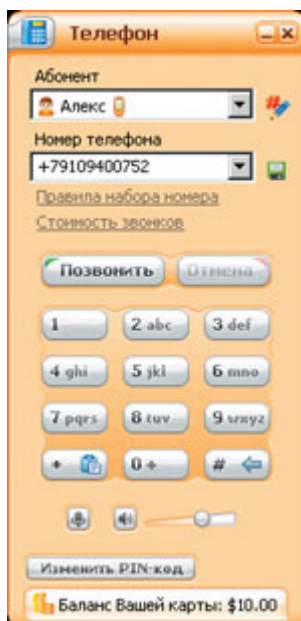 Телефон
Абонент
Алекс
Номер телефона
+79109400752
Правила набора номера
Стоимость звонков
Позвонить Отмена
1 2 abc 3 def
4 ghi 5 jkl 6 mno
7 pqrs 8 tuv 9 wxyz
* 0 + #
Изменить PIN-код
Баланс Вашей карты: $10.00